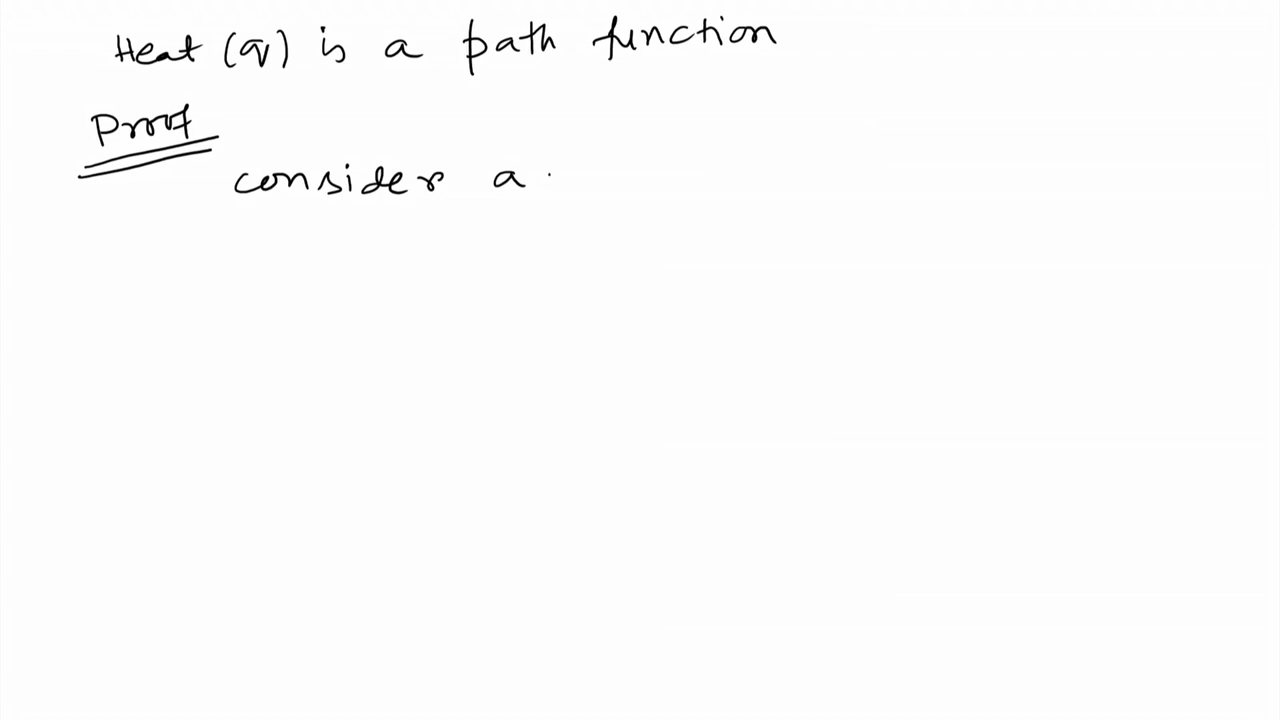 Heat (q) is a path function
Proof
consider a